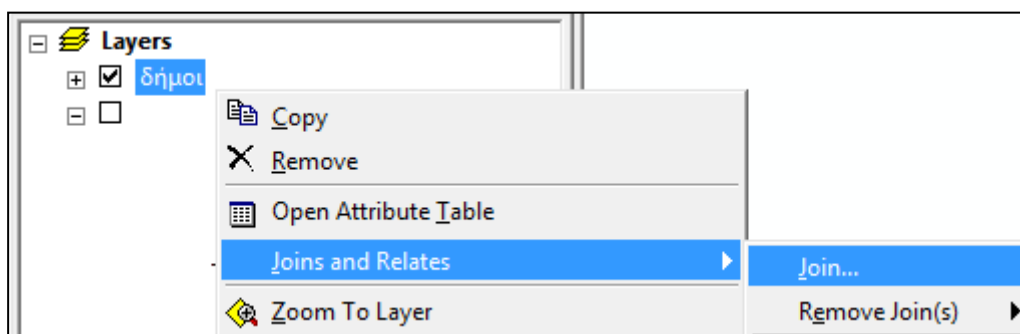 Layers
δήμοι
Copy
Remove
Open Attribute Table
Joins and Relates
Join...
Zoom To Layer
Remove Join(s)